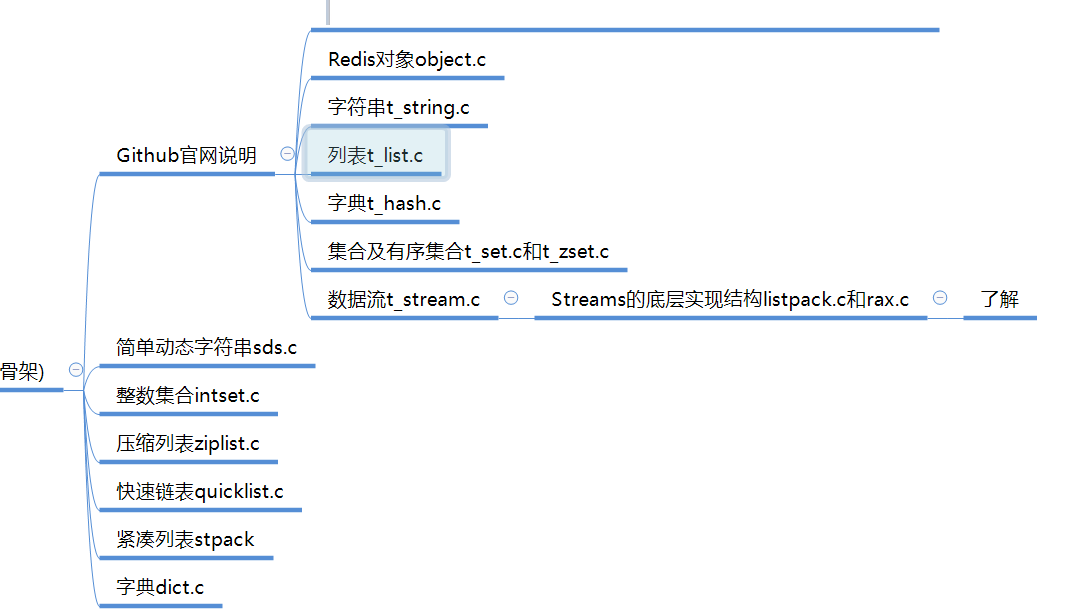 Redis对象object.c
字符串t_string.c
Github官网说明
列表t_list.c
字典t_hash.c
集合及有序集合t_set.c和t_zset.c
数据流t_stream.c
Streams的底层实现结构listpack.c和rax.c
了解
骨架)
简单动态字符串sds.c
整数集合intset.c
压缩列表ziplist.c
快速链表quicklist.c
紧凑列表stpack
字典dict.c